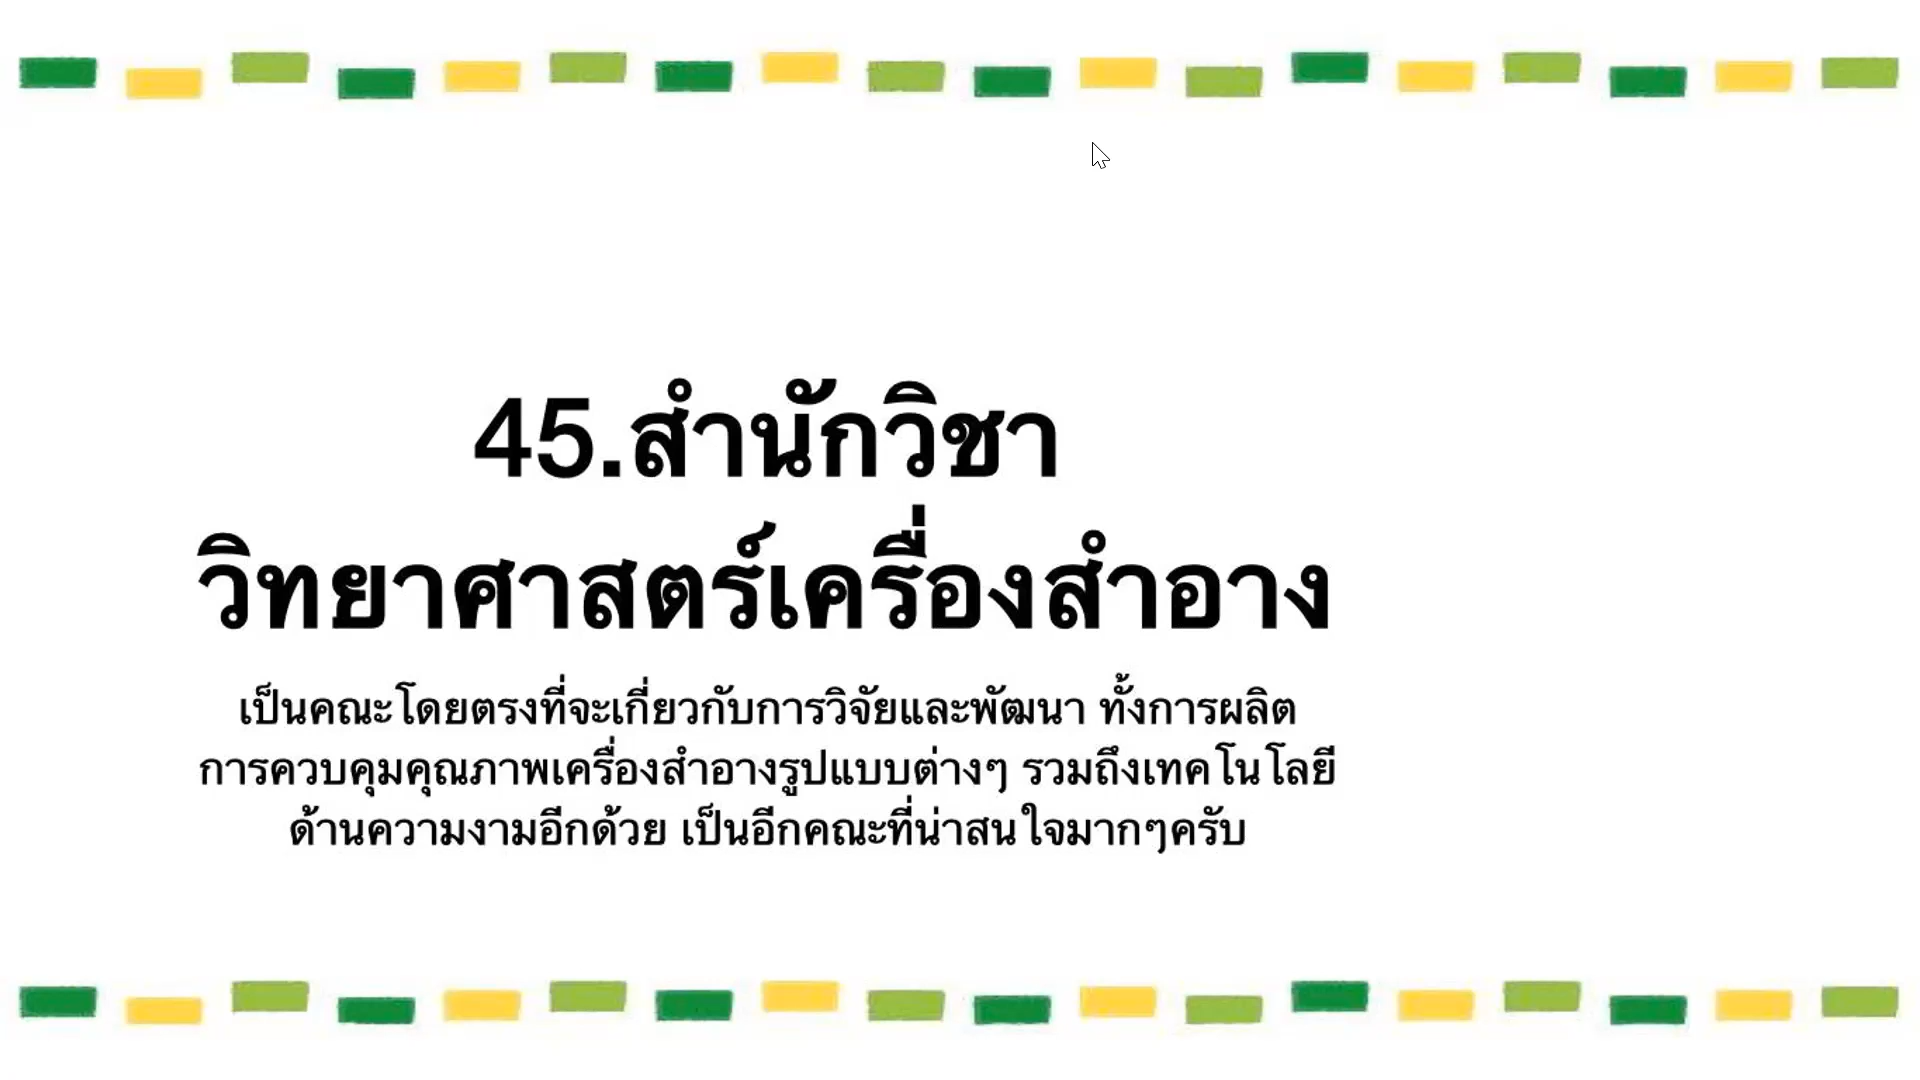 45.สำนักวิชา
วิทยาศาสตร์เครื่องสำอาง
เป็นคณะโดยตรงที่จะเกี่ยวกับการวิจัยและพัฒนา ทั้งการผลิต
การควบคุมคุณภาพเครื่องสำอางรูปแบบต่างๆ รวมถึงเทคโนโลยี
ด้านความงามอีกด้วย เป็นอีกคณะที่น่าสนใจมากๆครับ